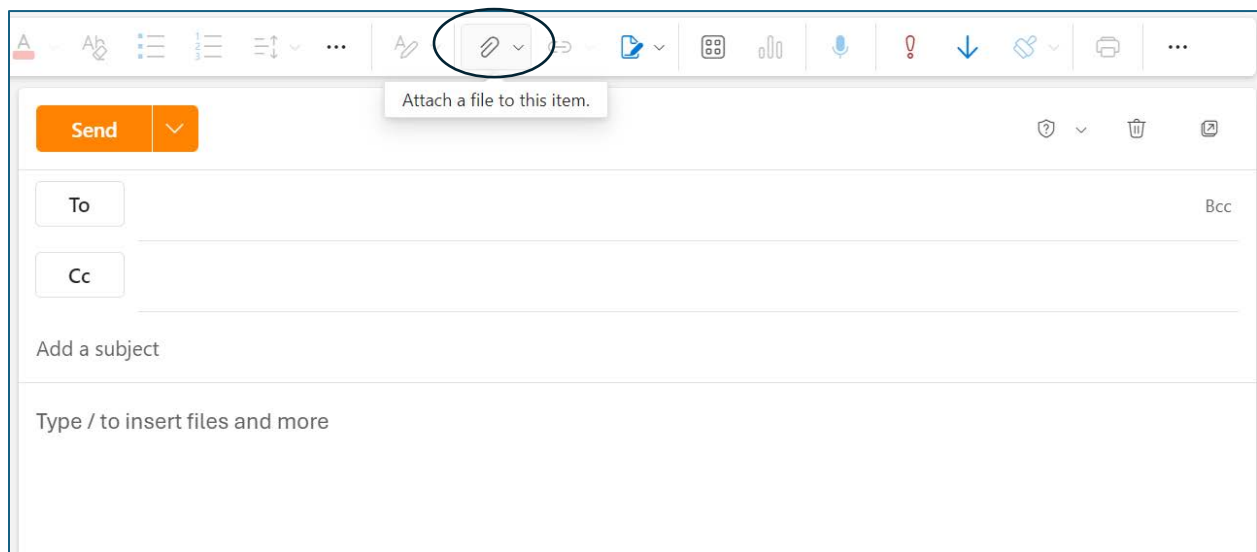 Attach a file to this item.
Send
To
Bcc
Cc
Add a subject
Type / to insert files and more